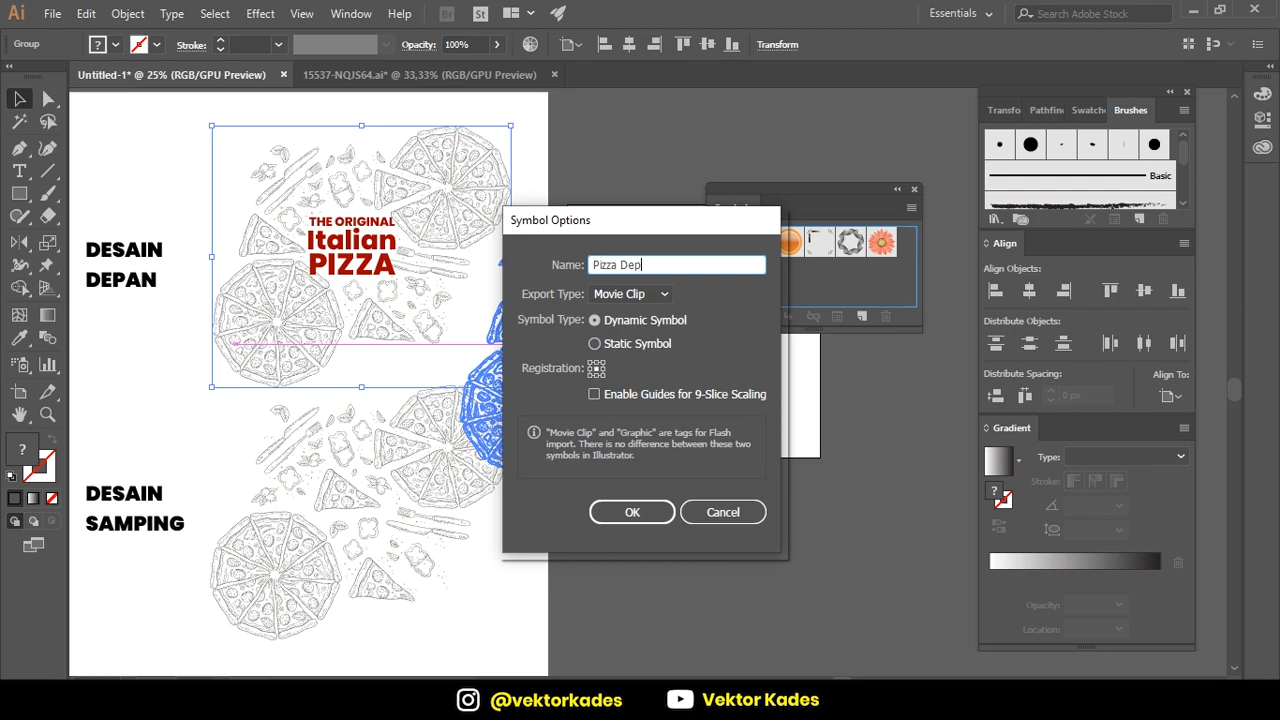 Ai File Edit Object Type Select Effect View Window Help Br St Essentials Search Adobe Stock
Group ? Stroke: Opacity: 100% Transform
Untitled-1* @ 25% (RGB/GPU Preview) 15537-NQJS64.ai* @ 33,33% (RGB/GPU Preview)
Transfo Pathfin Swatche Brushes
Basic
DESAIN
DEPAN
THE ORIGINAL
Italian
PIZZA
Symbol Options
Name: Pizza Dep
Export Type: Movie Clip
Symbol Type: Dynamic Symbol
Static Symbol
Registration:
Enable Guides for 9-Slice Scaling
"Movie Clip" and "Graphic" are tags for Flash
import. There is no difference between these two
symbols in Illustrator.
OK Cancel
Align
Align Objects:
Distribute Objects:
Distribute Spacing: Align To:
0 px
Gradient
Type:
Stroke:
?
Opacity:
Location:
?
DESAIN
SAMPING
@vektorkades Vektor Kades